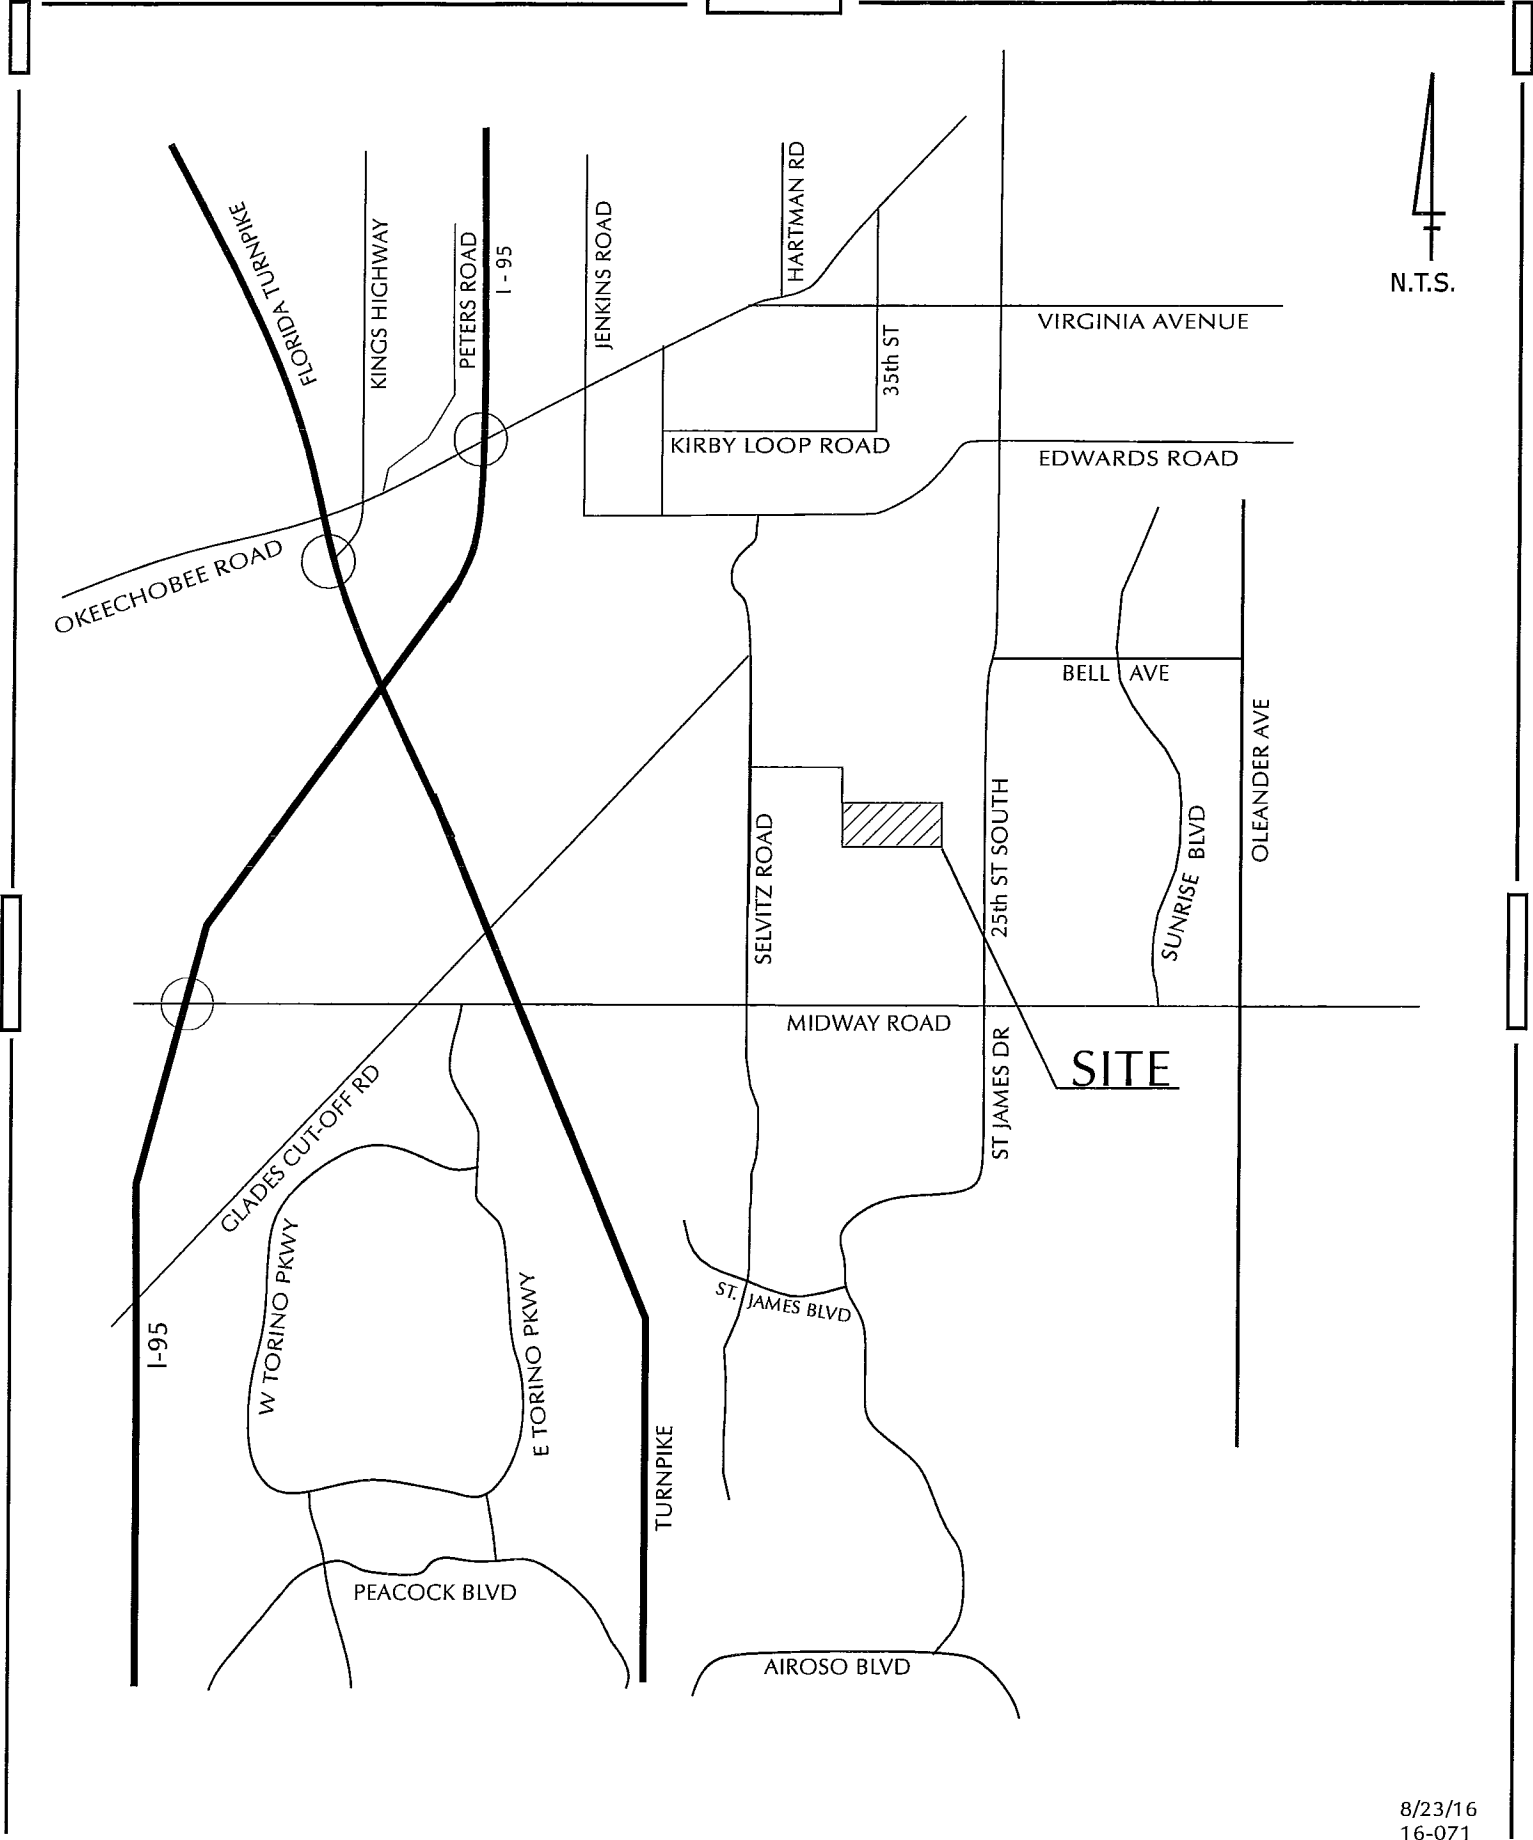 N.T.S.
FLORIDA TURNPIKE
KINGS HIGHWAY
PETERS ROAD
I - 95
JENKINS ROAD
HARTMAN RD
VIRGINIA AVENUE
35th ST
KIRBY LOOP ROAD
EDWARDS ROAD
OKEECHOBEE ROAD
BELL AVE
OLEANDER AVE
SELVITZ ROAD
25th ST SOUTH
SUNRISE BLVD
MIDWAY ROAD
SITE
ST JAMES DR
GLADES CUT-OFF RD
W TORINO PKWY
E TORINO PKWY
ST. JAMES BLVD
I-95
TURNPIKE
PEACOCK BLVD
AIROSO BLVD
8/23/16
16-071